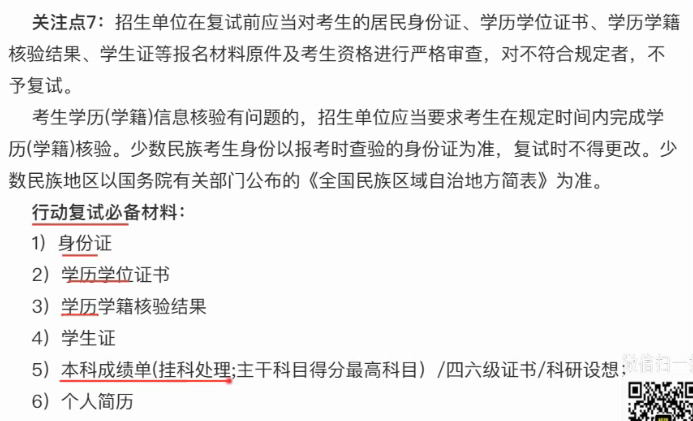 关注点7：招生单位在复试前应当对考生的居民身份证、学历学位证书、学历学籍
核验结果、学生证等报名材料原件及考生资格进行严格审查，对不符合规定者，不
予复试。
考生学历(学籍)信息核验有问题的，招生单位应当要求考生在规定时间内完成学
历(学籍)核验。少数民族考生身份以报考时查验的身份证为准，复试时不得更改。少
数民族地区以国务院有关部门公布的《全国民族区域自治地方简表》为准。
行动复试必备材料：
1）身份证
2）学历学位证书
3）学历学籍核验结果
4）学生证
5）本科成绩单(挂科处理;主干科目得分最高科目）/四六级证书/科研设想；
微信扫一
6）个人简历